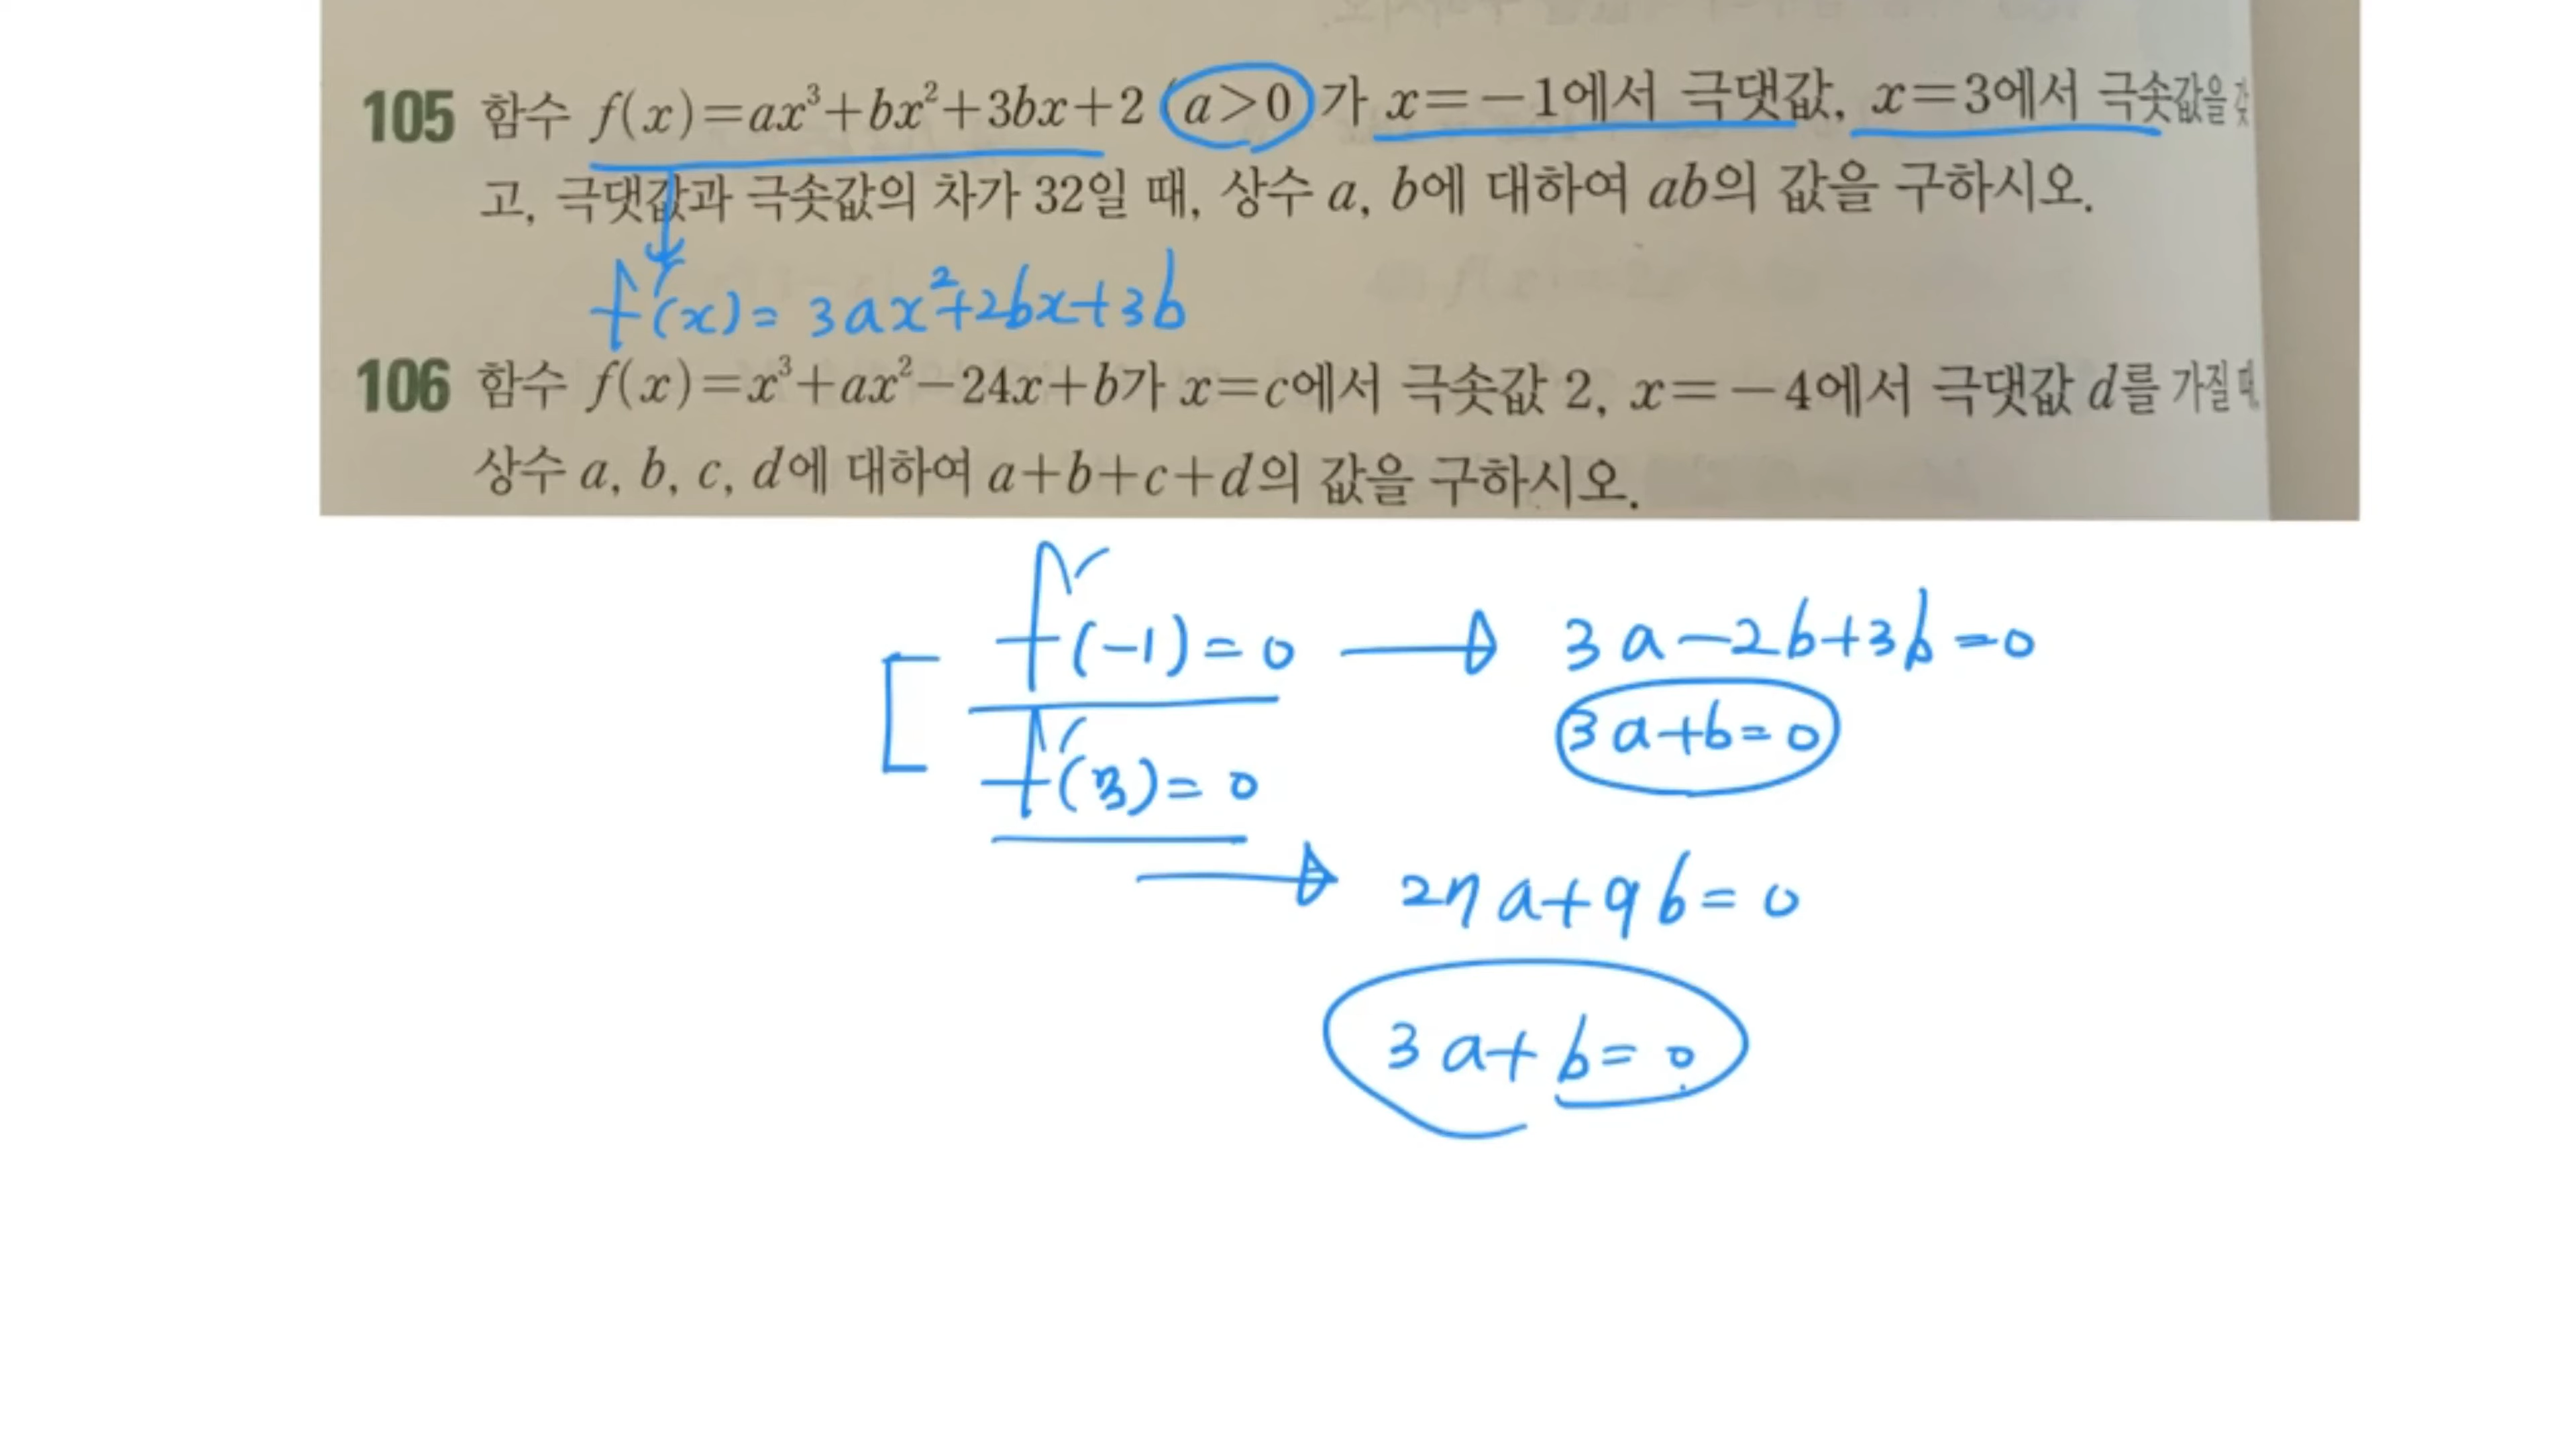 105 함수 f(x)=ax³+bx²+3bx+2 (a>0)가 x=−1에서 극댓값, x=3에서 극솟값을 갖
고, 극댓값과 극솟값의 차가 32일 때, 상수 a, b에 대하여 ab의 값을 구하시오.
f'(x)= 3ax²+2bx+3b
106 함수 f(x)=x³+ax²−24x+b가 x=c에서 극솟값 2, x=−4에서 극댓값 d를 가질 때,
상수 a, b, c, d에 대하여 a+b+c+d의 값을 구하시오.
f'(-1)=0 → 3a-2b+3b=0
3a+b=0
f'(3)=0
→ 27a+9b=0
3a+b=0